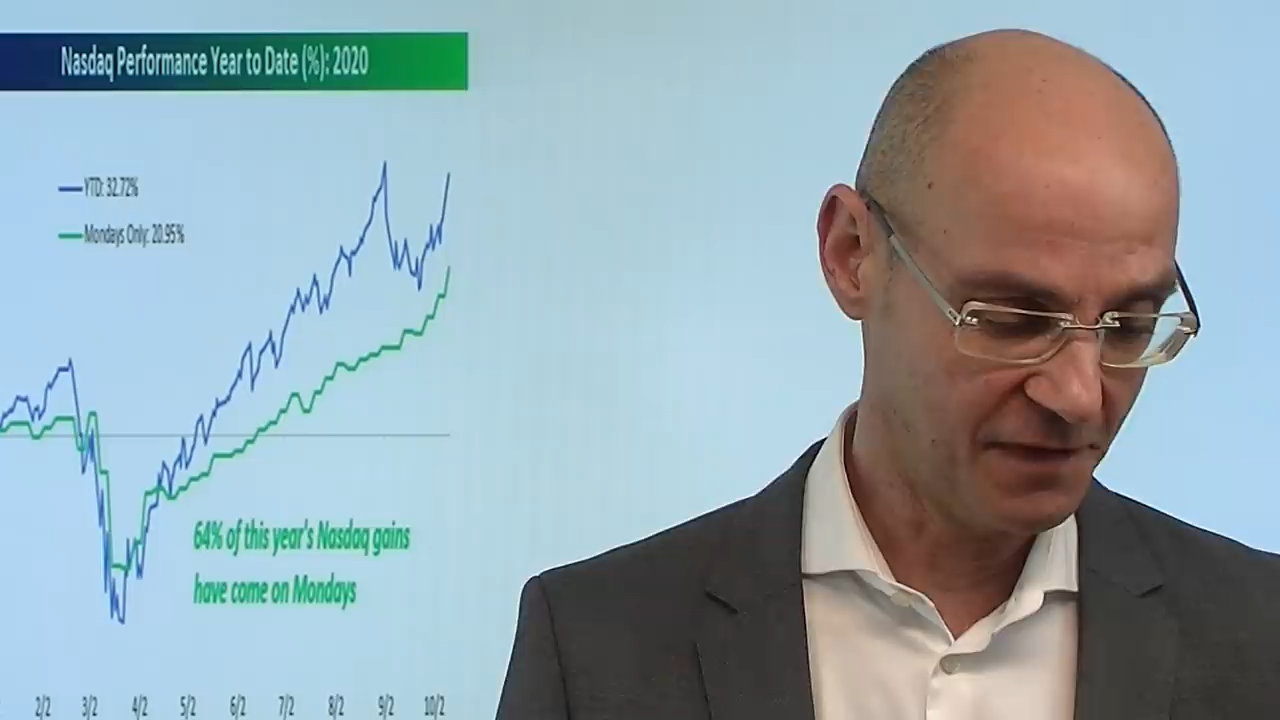 Nasdaq Performance Year to Date (%): 2020
YTD: 32.72%
Mondays Only: 20.95%
64% of this year's Nasdaq gains
have come on Mondays
2/2 3/2 4/2 5/2 6/2 7/2 8/2 9/2 10/2